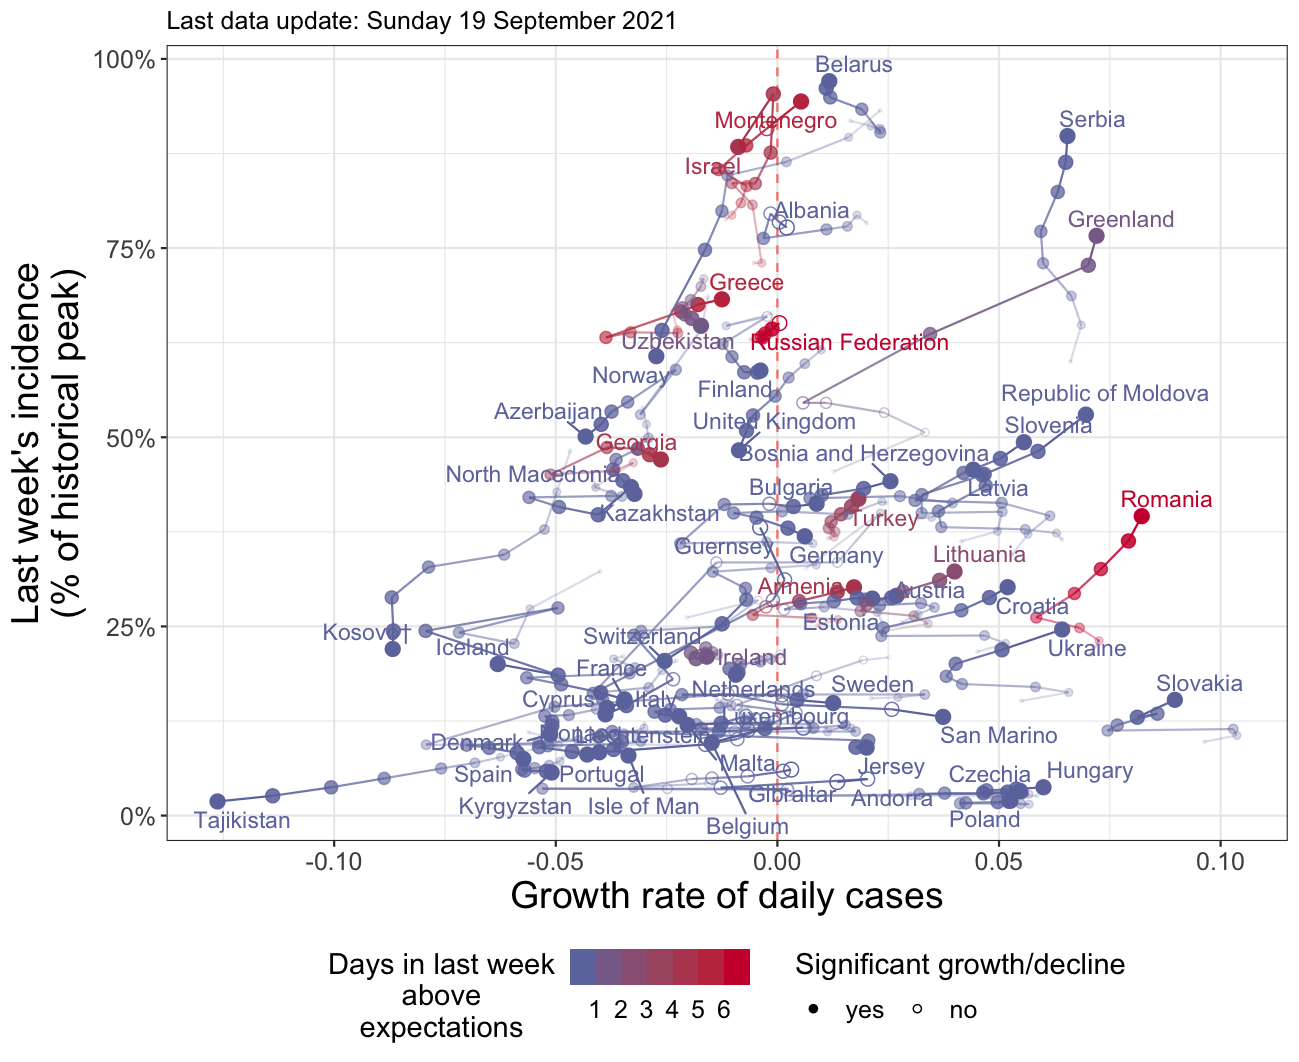 Last data update: Sunday 19 September 2021
Last week's incidence
(% of historical peak)
100%
75%
50%
25%
0%
Belarus
Serbia
Montenegro
Israel
Albania
Greenland
Greece
Uzbekistan
Russian Federation
Norway
Finland
Republic of Moldova
Azerbaijan
United Kingdom
Slovenia
Georgia
Bosnia and Herzegovina
North Macedonia
Bulgaria
Latvia
Romania
Kazakhstan
Turkey
Guernsey
Germany
Lithuania
Armenia
Austria
Croatia
Estonia
Kosovo
Switzerland
Iceland
Ireland
Ukraine
France
Netherlands
Sweden
Slovakia
Cyprus
Italy
Luxembourg
San Marino
Denmark
Liechtenstein
Malta
Jersey
Spain
Portugal
Czechia
Hungary
Gibraltar
Andorra
Kyrgyzstan
Isle of Man
Poland
Tajikistan
Belgium
-0.10
-0.05
0.00
0.05
0.10
Growth rate of daily cases
Days in last week
above
expectations
1 2 3 4 5 6
Significant growth/decline
yes
no